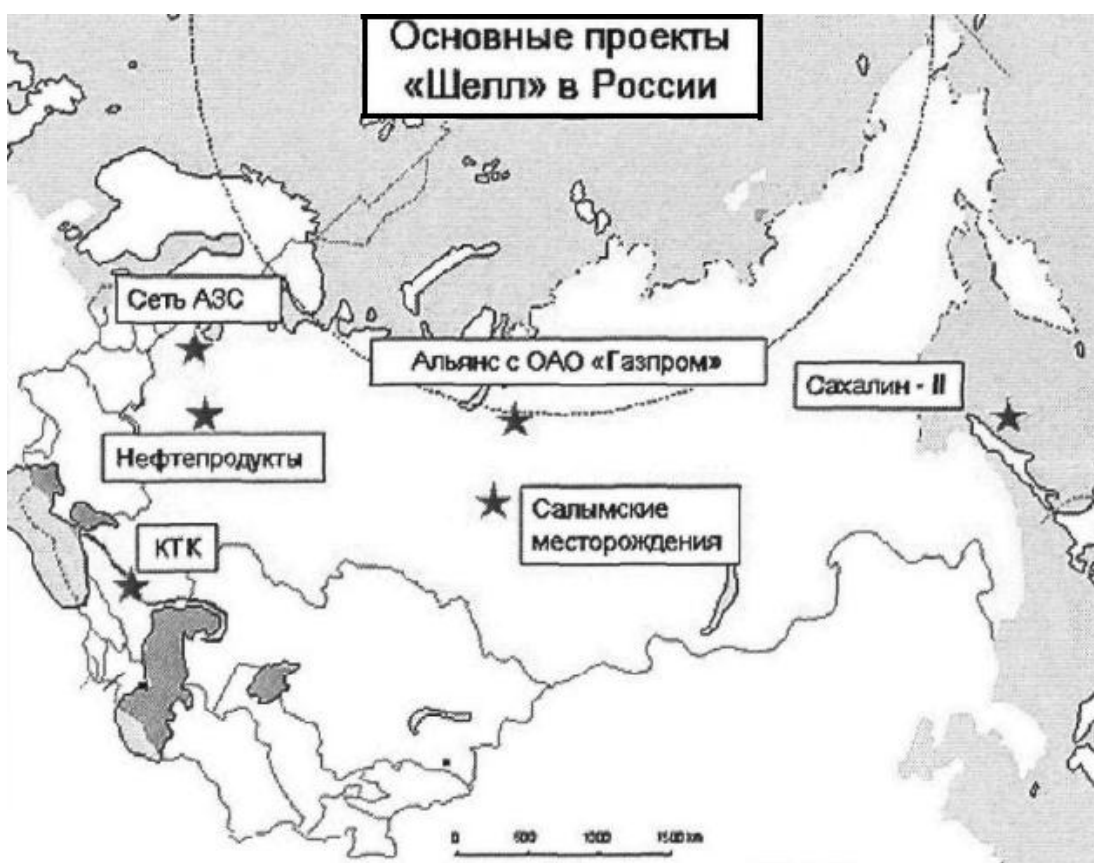 Основные проекты
«Шелл» в России
Сеть АЗС
Альянс с ОАО «Газпром»
Сахалин - II
Нефтепродукты
Салымские
месторождения
КТК
0 500 1000 1500 km